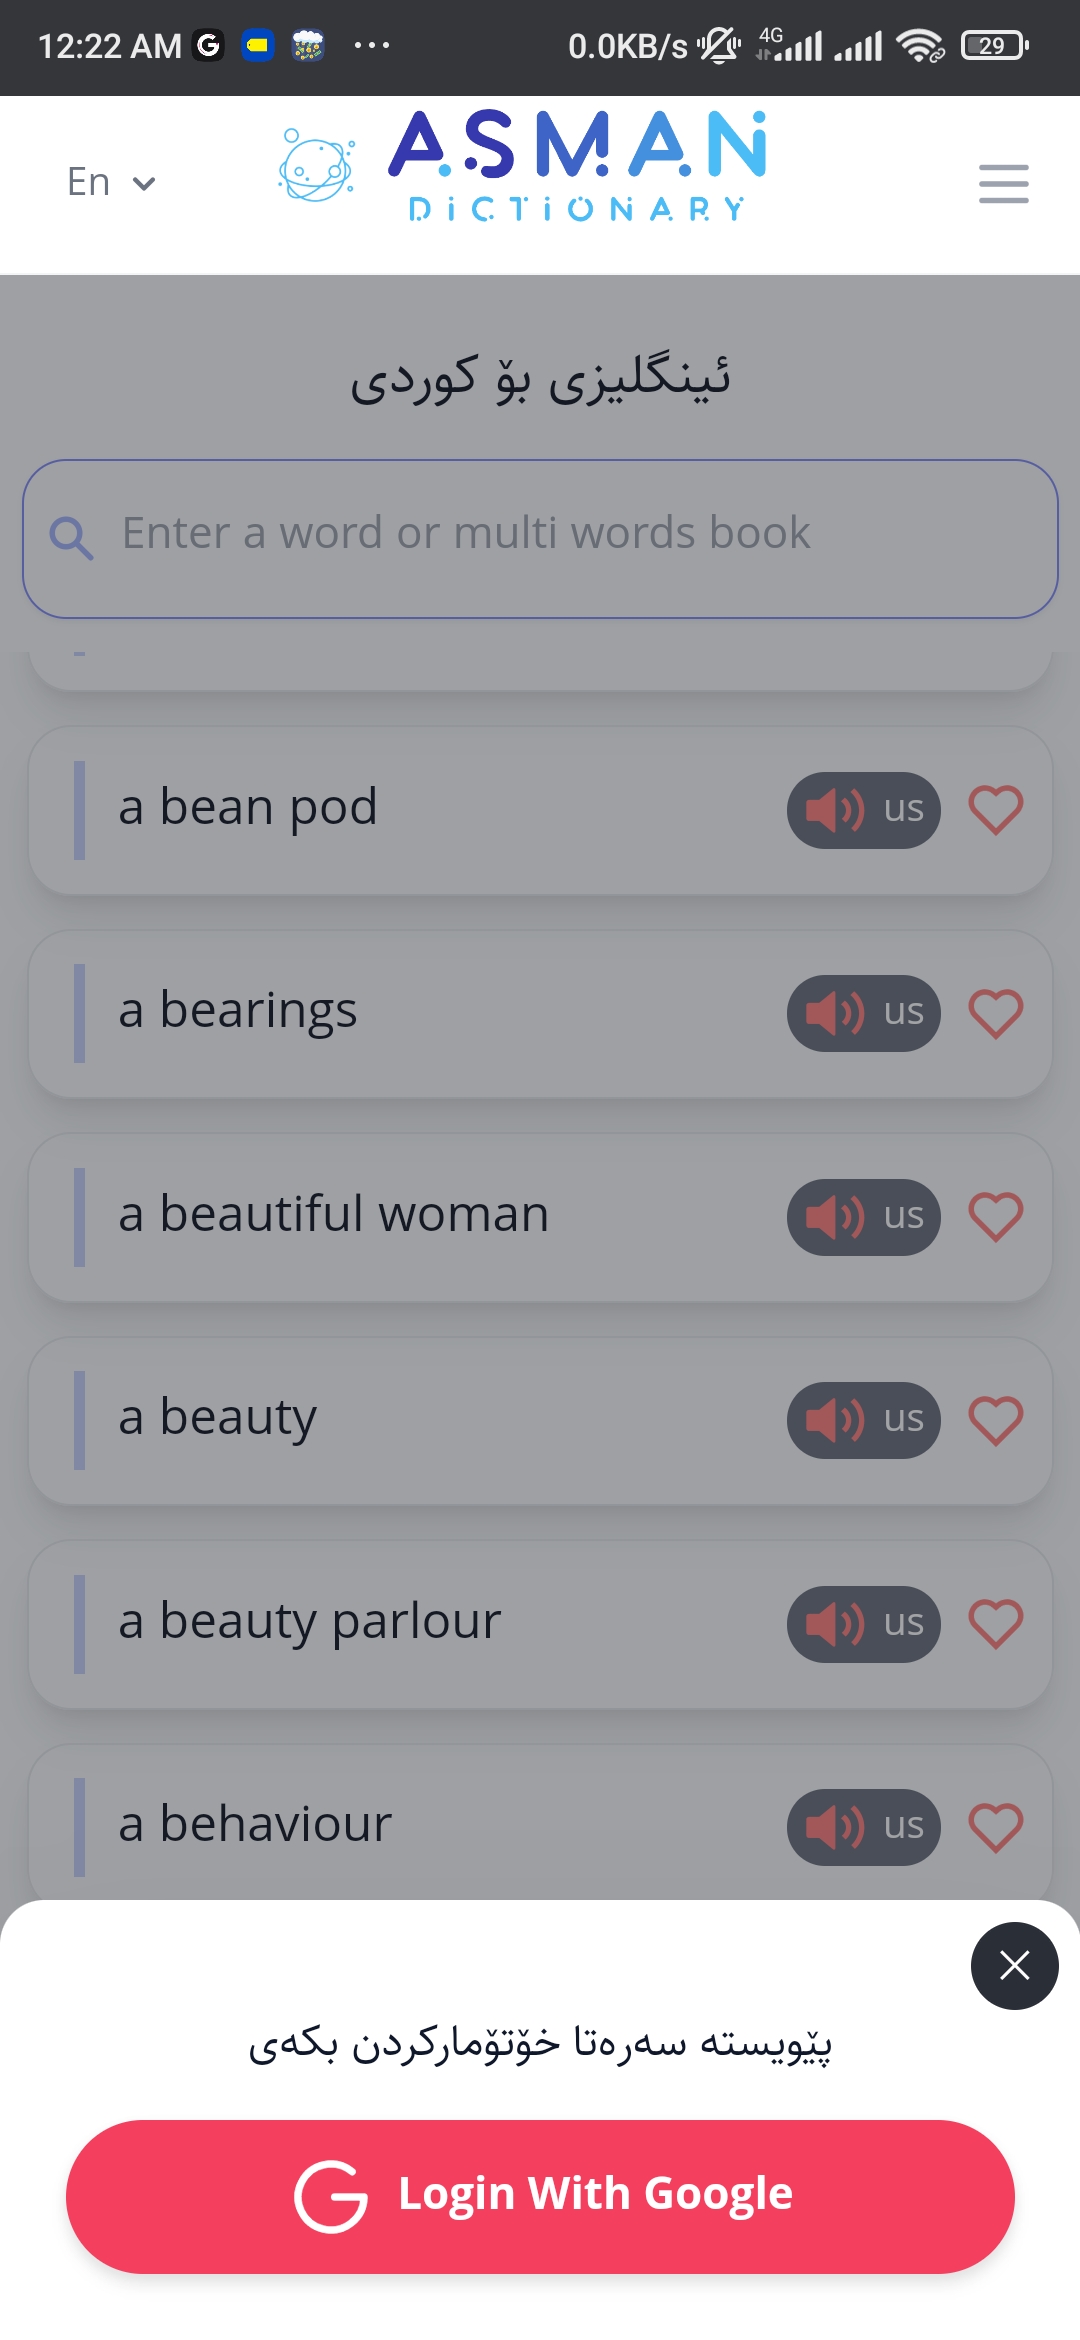 12:22 AM
0.0KB/s
4G
29
En
ASMAN
DICTIONARY
ئینگلیزی بۆ کوردی
Enter a word or multi words book
a bean pod
us
a bearings
us
a beautiful woman
us
a beauty
us
a beauty parlour
us
a behaviour
us
پێویسته سەرەتا خۆتۆمارکردن بکەی
Login With Google